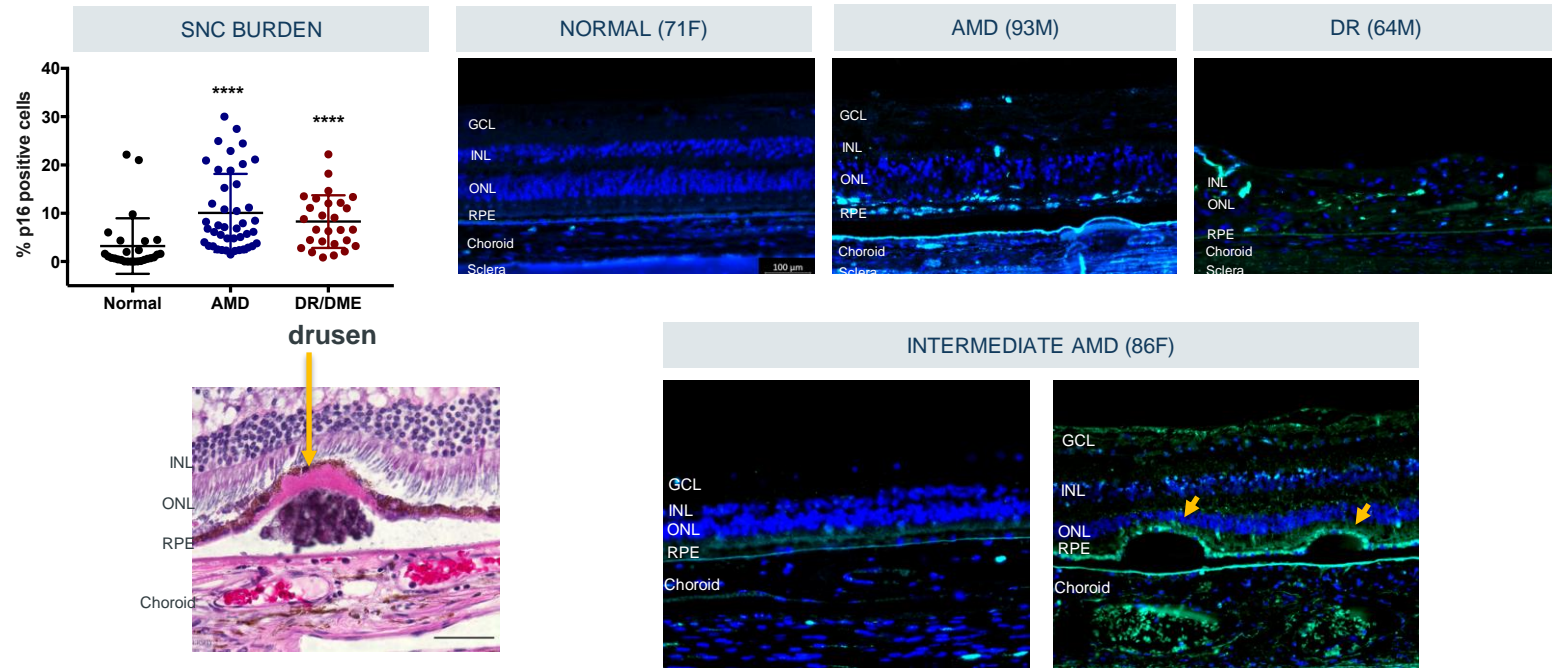 SNC BURDEN
NORMAL (71F)
AMD (93M)
DR (64M)
% p16 positive cells
40
30
20
10
0
****
****
Normal
AMD
DR/DME
GCL
INL
ONL
RPE
Choroid
Sclera
100 µm
GCL
INL
ONL
RPE
Choroid
Sclera
INL
ONL
RPE
Choroid
Sclera
drusen
INL
ONL
RPE
Choroid
INTERMEDIATE AMD (86F)
GCL
INL
ONL
RPE
Choroid
GCL
INL
ONL
RPE
Choroid